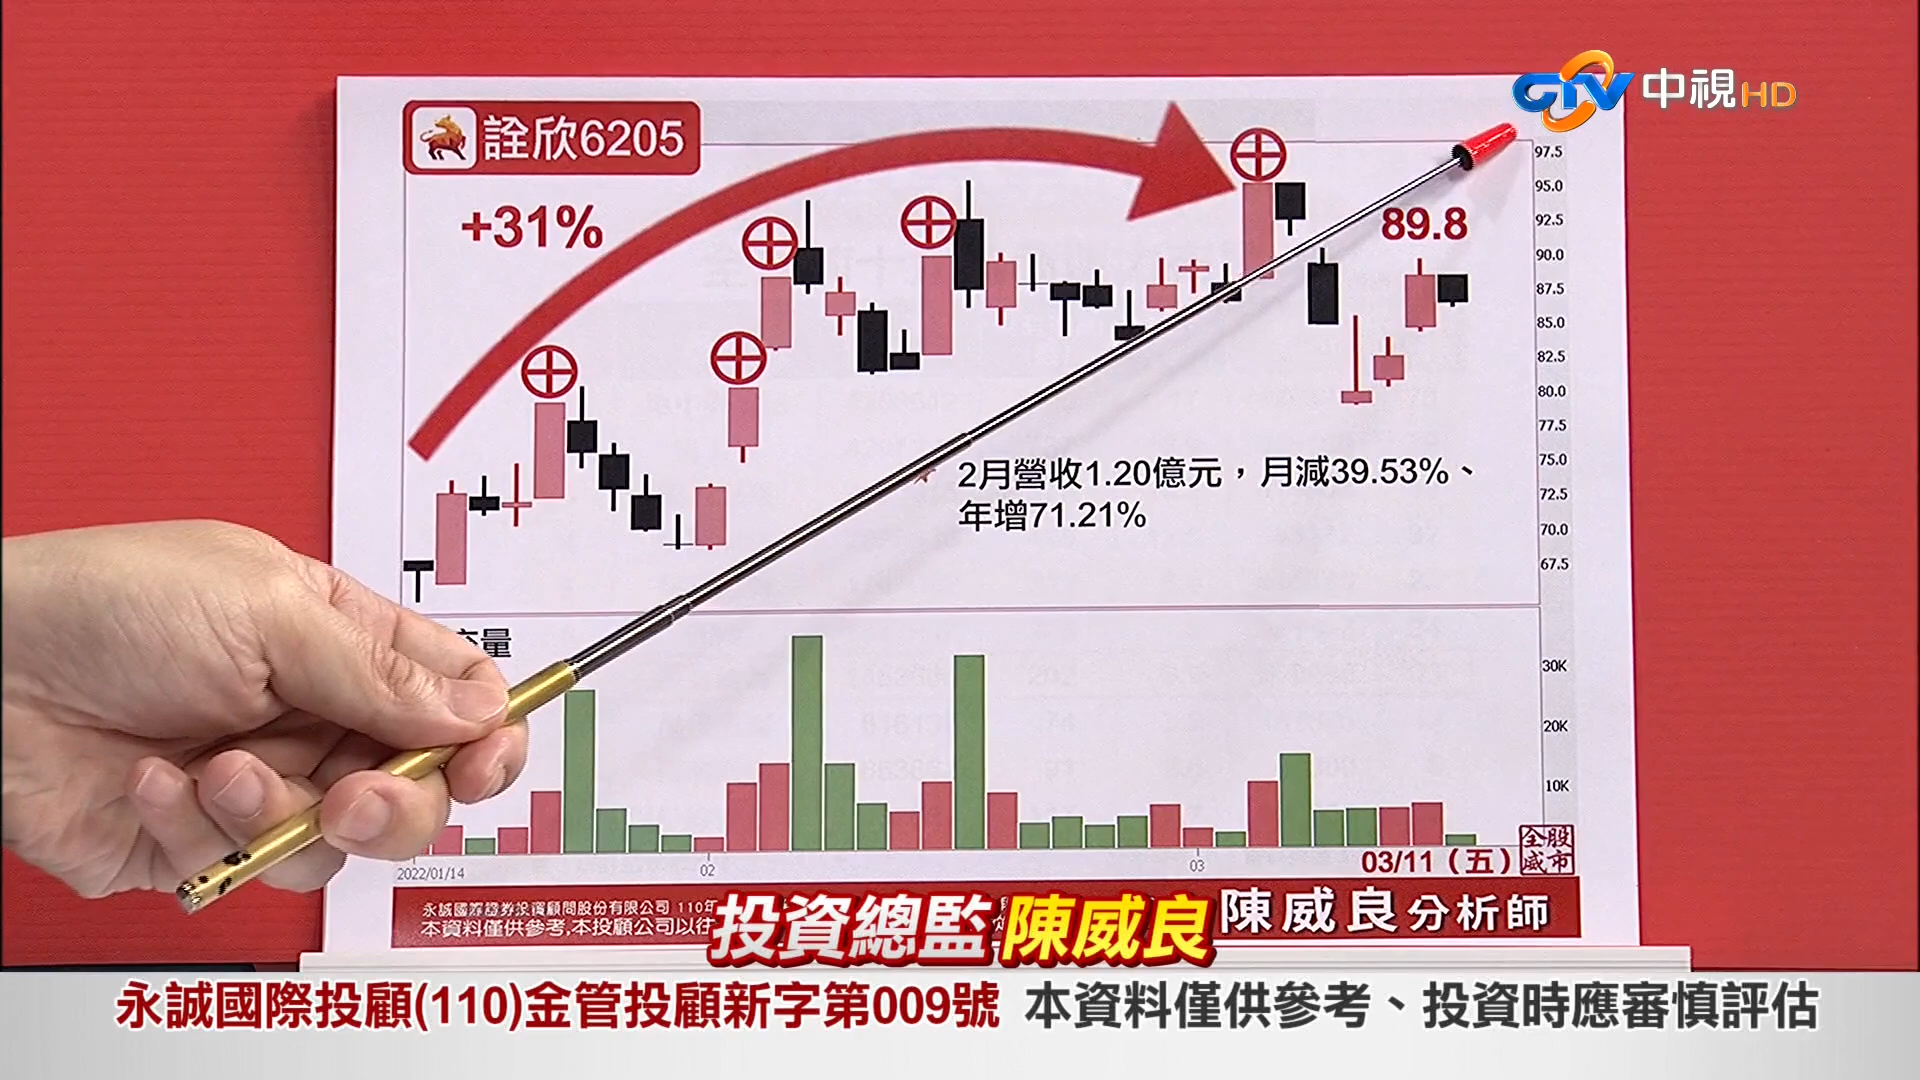 CTV 中視HD
詮欣6205
+31%
97.5
95.0
92.5
90.0
87.5
85.0
82.5
80.0
77.5
75.0
72.5
70.0
67.5
89.8
2月營收1.20億元，月減39.53%、
年增71.21%
量
30K
20K
10K
2022/01/14
02
03
03/11（五）
全股
威市
永誠國際證券投資顧問股份有限公司 110年
本資料僅供參考,本投顧公司以往
陳威良分析師
投資總監 陳威良
永誠國際投顧(110)金管投顧新字第009號 本資料僅供參考、投資時應審慎評估